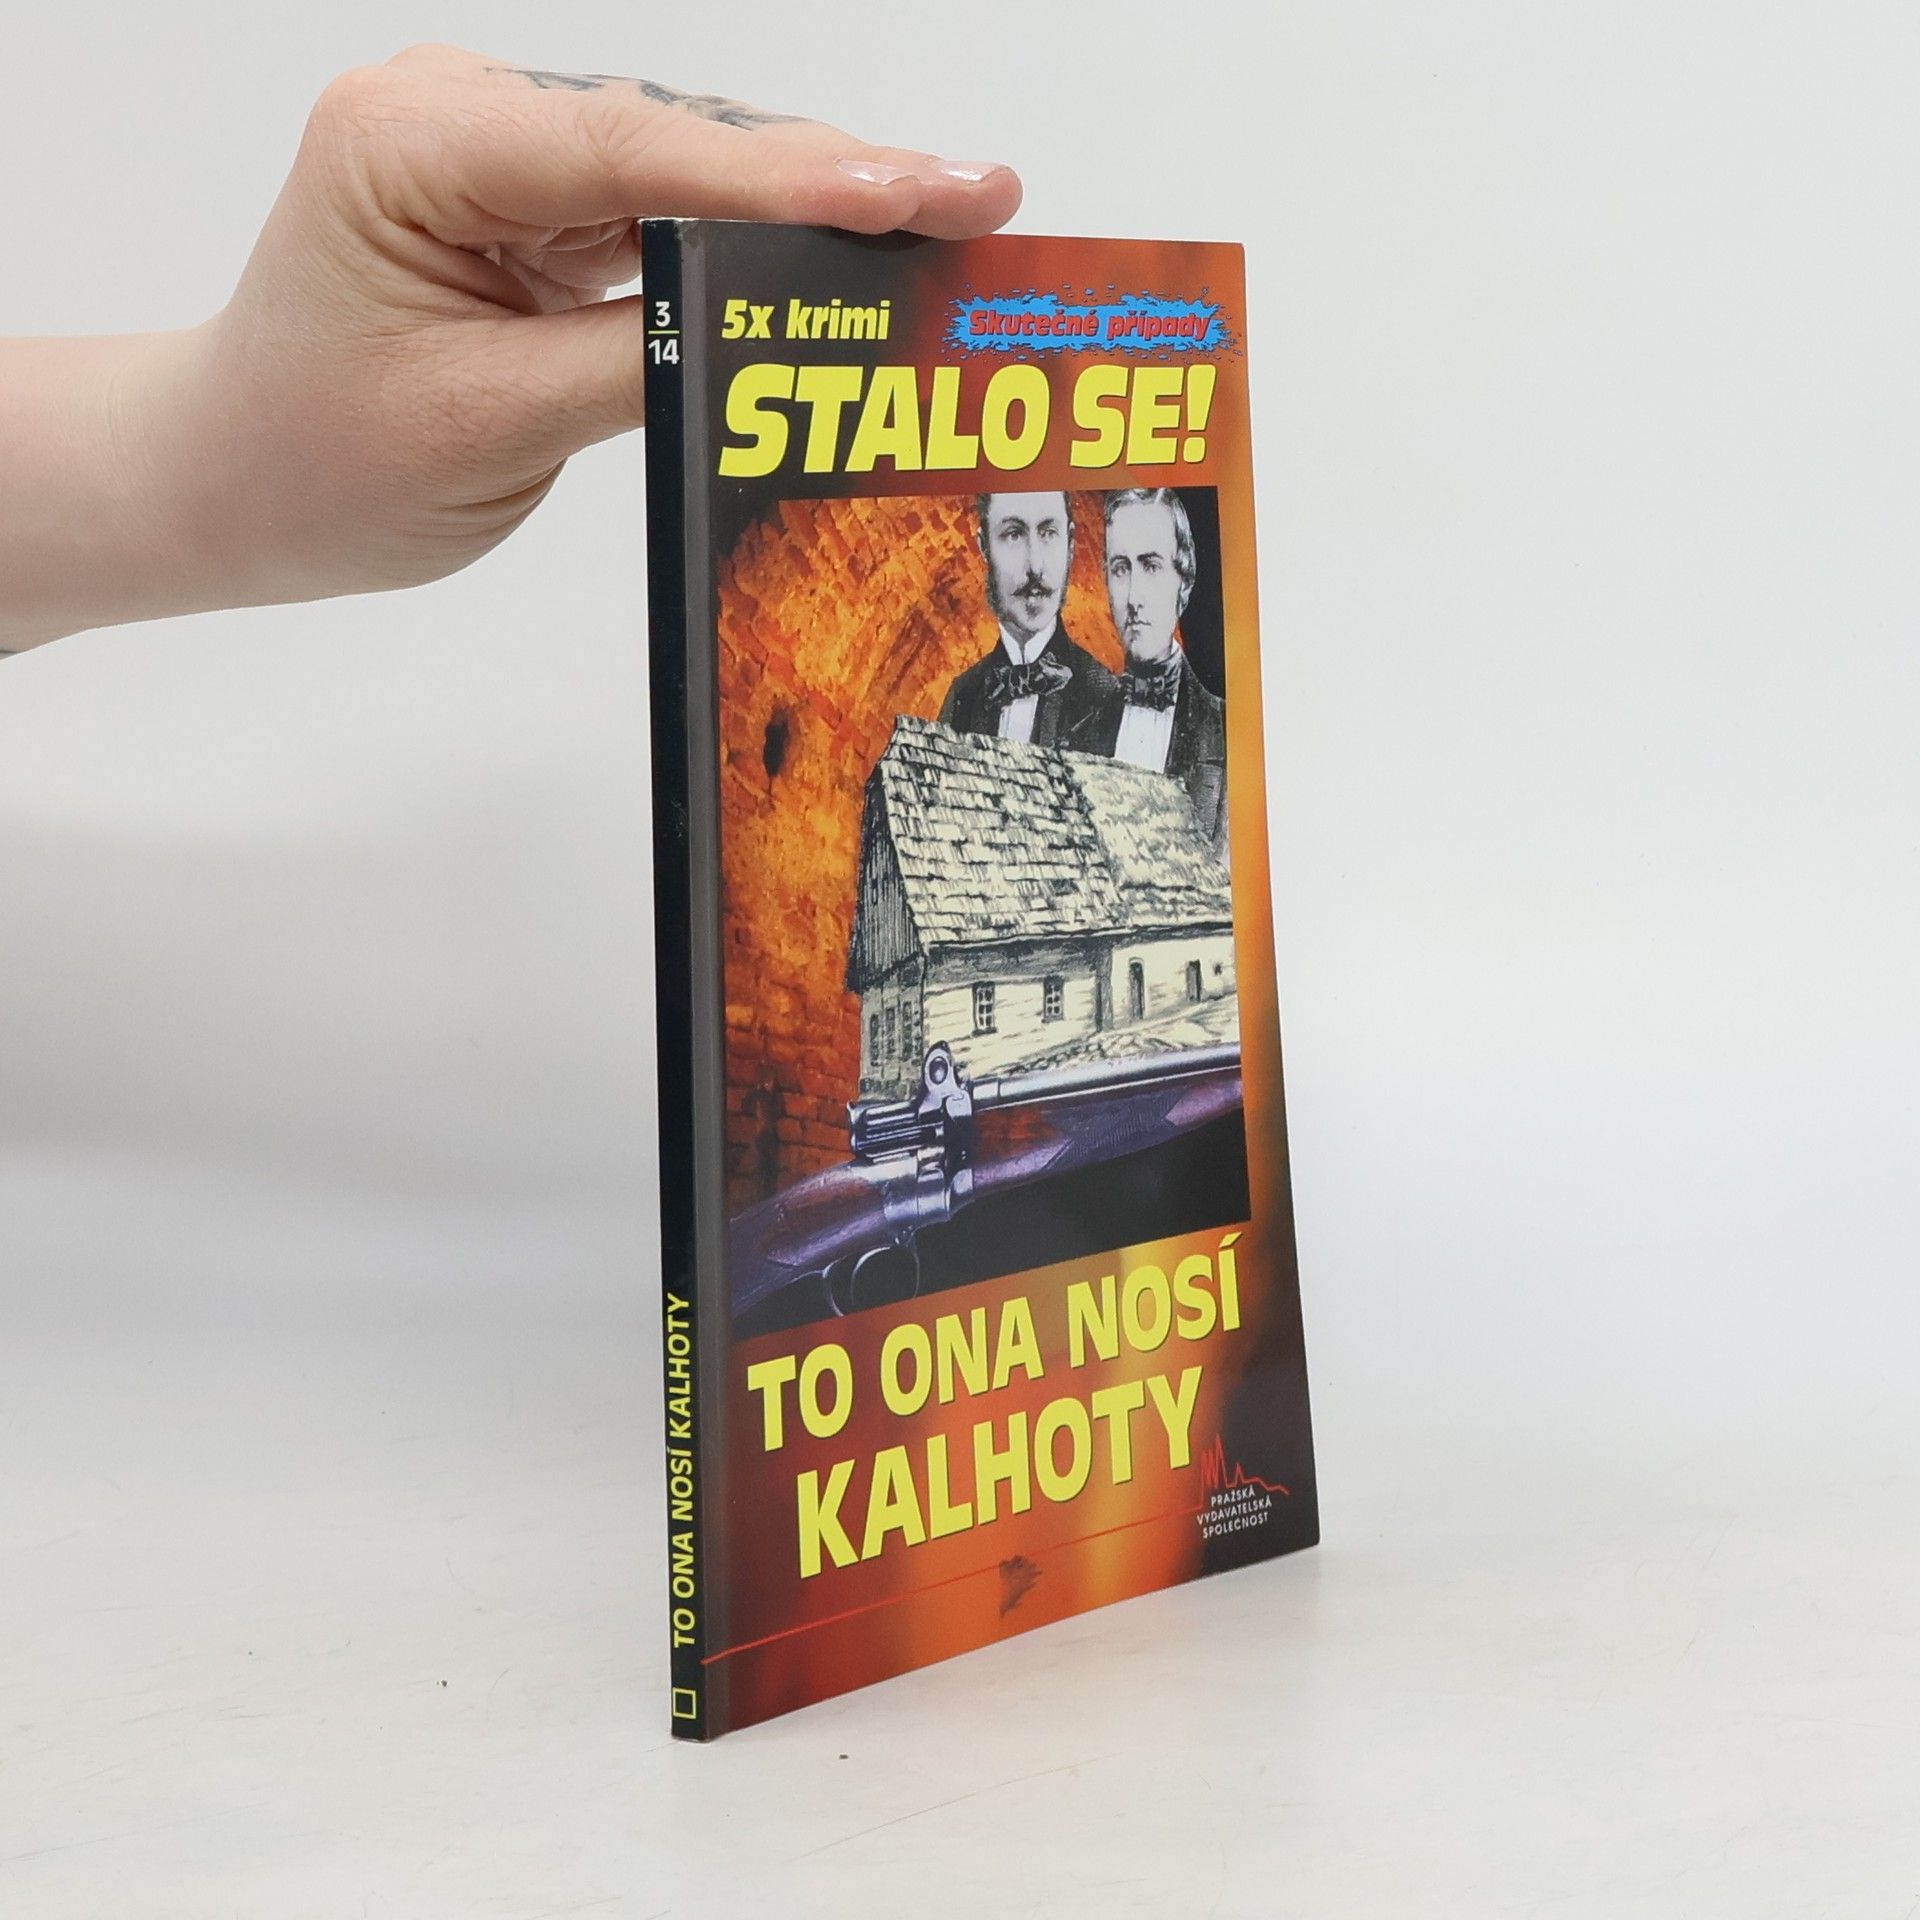 3
14
TO ONA NOSÍ KALHOTY
5x krimi
Skutečné případy
STALO SE!
TO ONA NOSÍ
KALHOTY
PRAŽSKÁ
VYDAVATELSKÁ
SPOLEČNOST